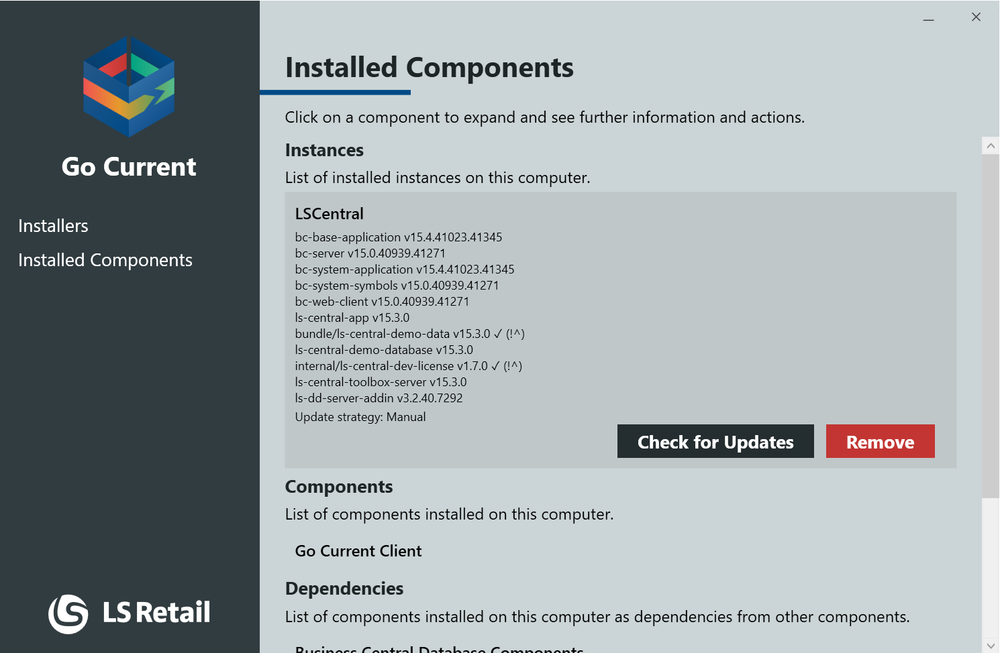 Go Current
Installers
Installed Components
LS Retail
Installed Components
Click on a component to expand and see further information and actions.
Instances
List of installed instances on this computer.
LSCentral
bc-base-application v15.4.41023.41345
bc-server v15.0.40939.41271
bc-system-application v15.4.41023.41345
bc-system-symbols v15.0.40939.41271
bc-web-client v15.0.40939.41271
ls-central-app v15.3.0
bundle/ls-central-demo-data v15.3.0 ✓ (!^)
ls-central-demo-database v15.3.0
internal/ls-central-dev-license v1.7.0 ✓ (!^)
ls-central-toolbox-server v15.3.0
ls-dd-server-addin v3.2.40.7292
Update strategy: Manual
Check for Updates
Remove
Components
List of components installed on this computer.
Go Current Client
Dependencies
List of components installed on this computer as dependencies from other components.
Business Central Database Components